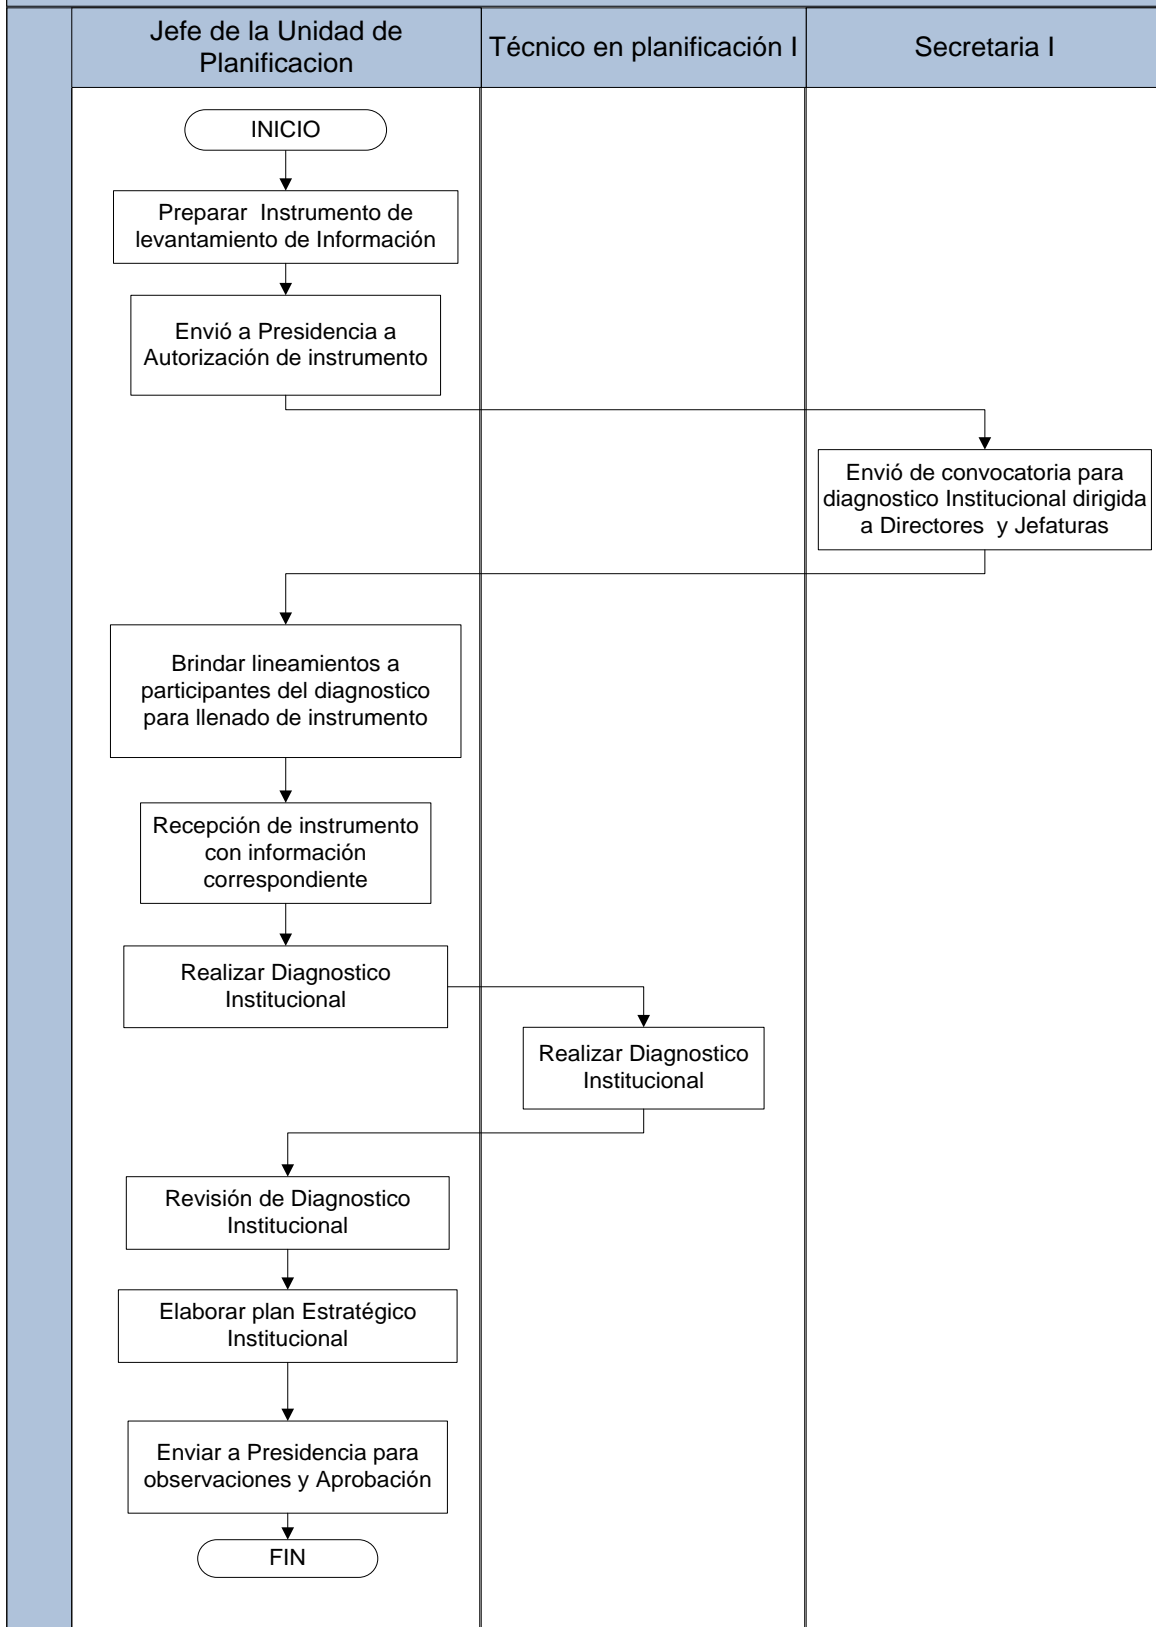 Jefe de la Unidad de
Planificacion
Técnico en planificación I
Secretaria I
INICIO
Preparar  Instrumento de
levantamiento de Información
Envió a Presidencia a
Autorización de instrumento
Envió de convocatoria para
diagnostico Institucional dirigida
a Directores  y Jefaturas
Brindar lineamientos a
participantes del diagnostico
para llenado de instrumento
Recepción de instrumento
con información
correspondiente
Realizar Diagnostico
Institucional
Realizar Diagnostico
Institucional
Revisión de Diagnostico
Institucional
Elaborar plan Estratégico
Institucional
Enviar a Presidencia para
observaciones y Aprobación
FIN